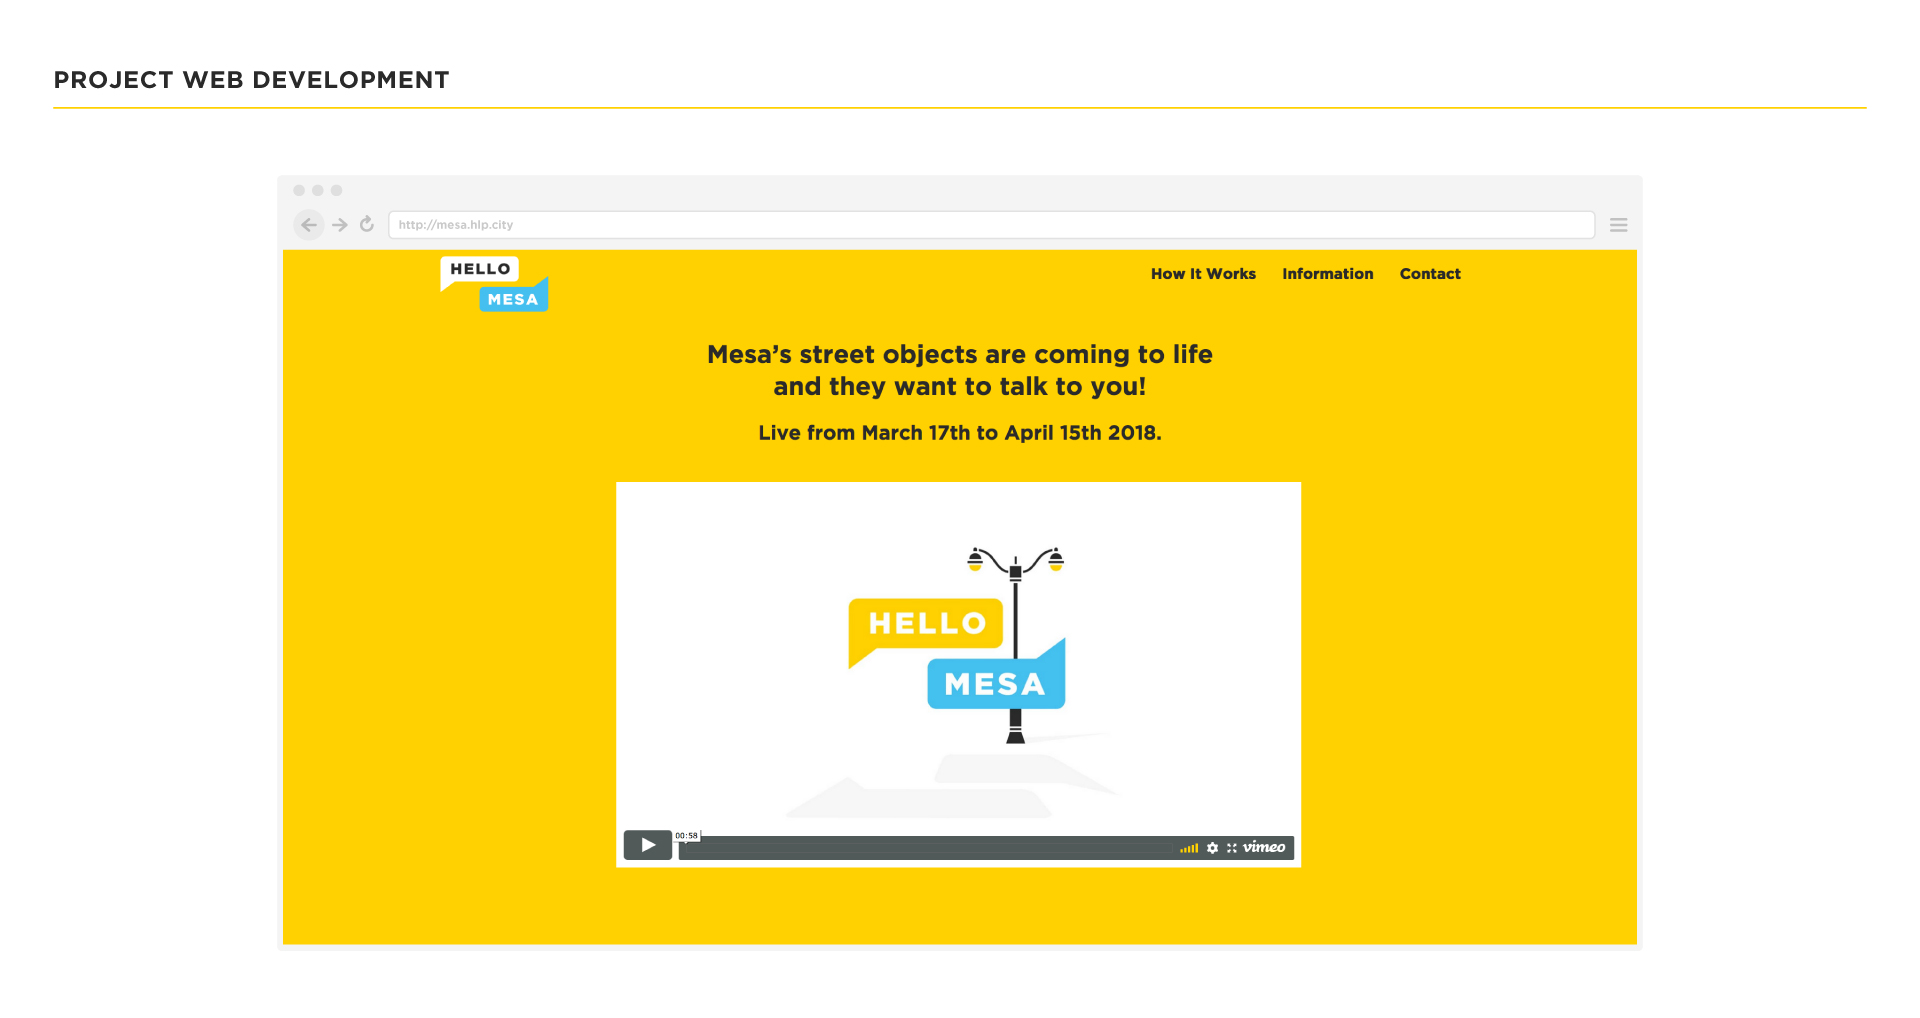 PROJECT WEB DEVELOPMENT
http://mesa.hlp.city
HELLO
MESA
How It Works Information Contact
Mesa’s street objects are coming to life
and they want to talk to you!
Live from March 17th to April 15th 2018.
HELLO
MESA
00:58
vimeo